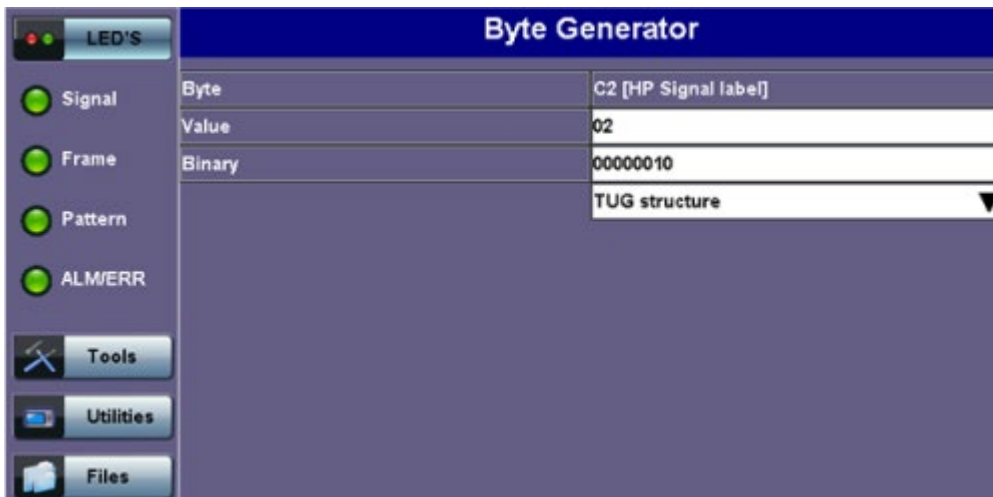 LED'S
Byte Generator
Signal
Byte
C2 [HP Signal label]
Value
02
Frame
Binary
00000010
TUG structure
Pattern
ALM/ERR
Tools
Utilities
Files